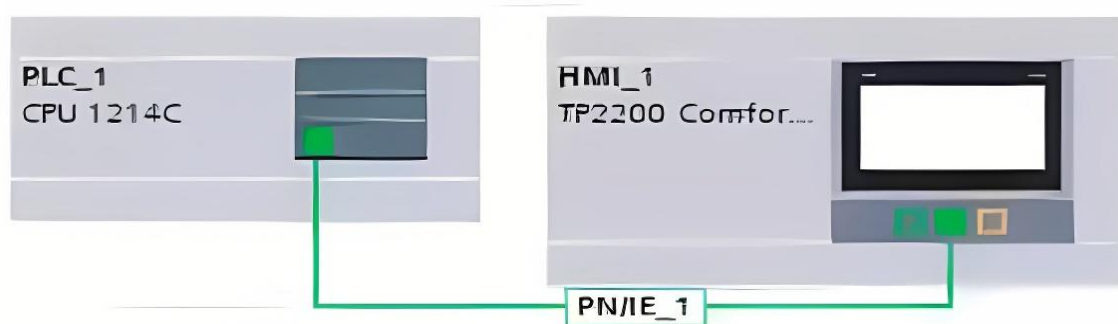 PLC_1
CPU 1214C
HMI_1
TP2200 Comfor...
PN/IE_1